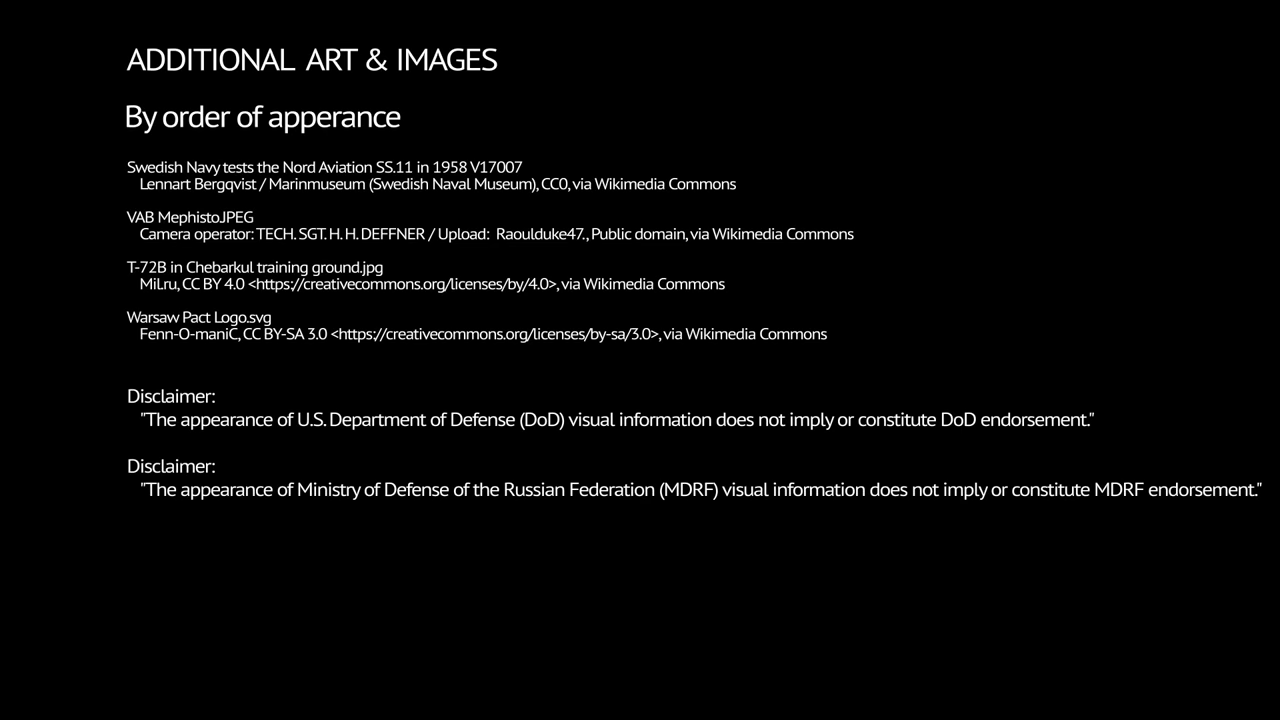 ADDITIONAL ART & IMAGES
By order of apperance
Swedish Navy tests the Nord Aviation SS.11 in 1958 V17007
Lennart Bergqvist / Marinmuseum (Swedish Naval Museum), CC0, via Wikimedia Commons
VAB Mephisto.JPEG
Camera operator: TECH. SGT. H. H. DEFFNER / Upload: Raoulduke47., Public domain, via Wikimedia Commons
T-72B in Chebarkul training ground.jpg
Mil.ru, CC BY 4.0 <https://creativecommons.org/licenses/by/4.0>, via Wikimedia Commons
Warsaw Pact Logo.svg
Fenn-O-maniC, CC BY-SA 3.0 <https://creativecommons.org/licenses/by-sa/3.0>, via Wikimedia Commons
Disclaimer:
"The appearance of U.S. Department of Defense (DoD) visual information does not imply or constitute DoD endorsement."
Disclaimer:
"The appearance of Ministry of Defense of the Russian Federation (MDRF) visual information does not imply or constitute MDRF endorsement."